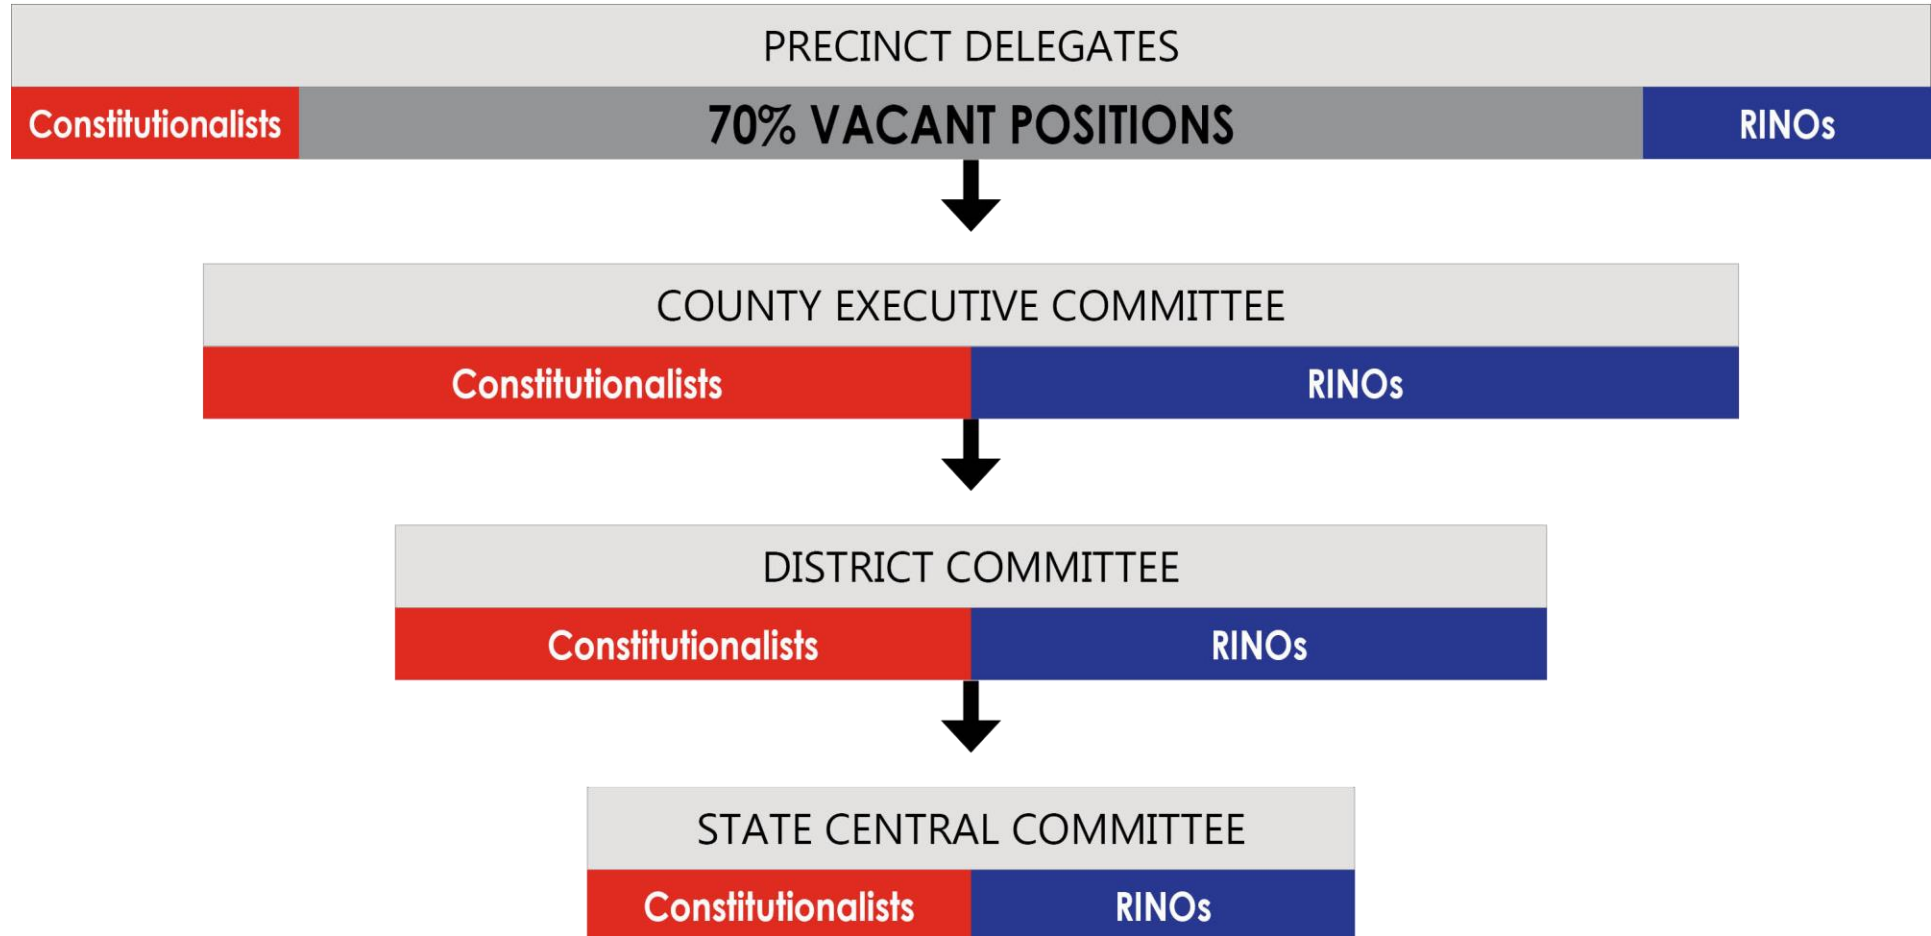 PRECINCT DELEGATES
Constitutionalists 70% VACANT POSITIONS RINOs
COUNTY EXECUTIVE COMMITTEE
Constitutionalists RINOs
DISTRICT COMMITTEE
Constitutionalists RINOs
STATE CENTRAL COMMITTEE
Constitutionalists RINOs